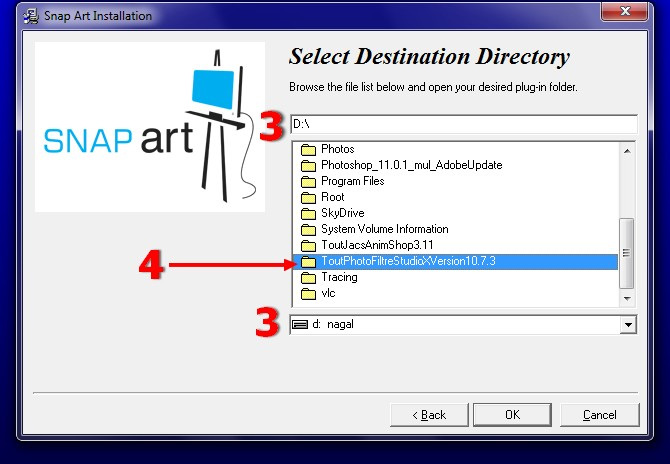 Snap Art Installation
SNAP art
Select Destination Directory
Browse the file list below and open your desired plug-in folder.
3
D:\
Photos
Photoshop_11.0.1_mul_AdobeUpdate
Program Files
Root
SkyDrive
System Volume Information
ToutJacsAnimShop3.11
4
ToutPhotoFiltreStudioXVersion10.7.3
Tracing
vlc
3
d: nagal
< Back
OK
Cancel